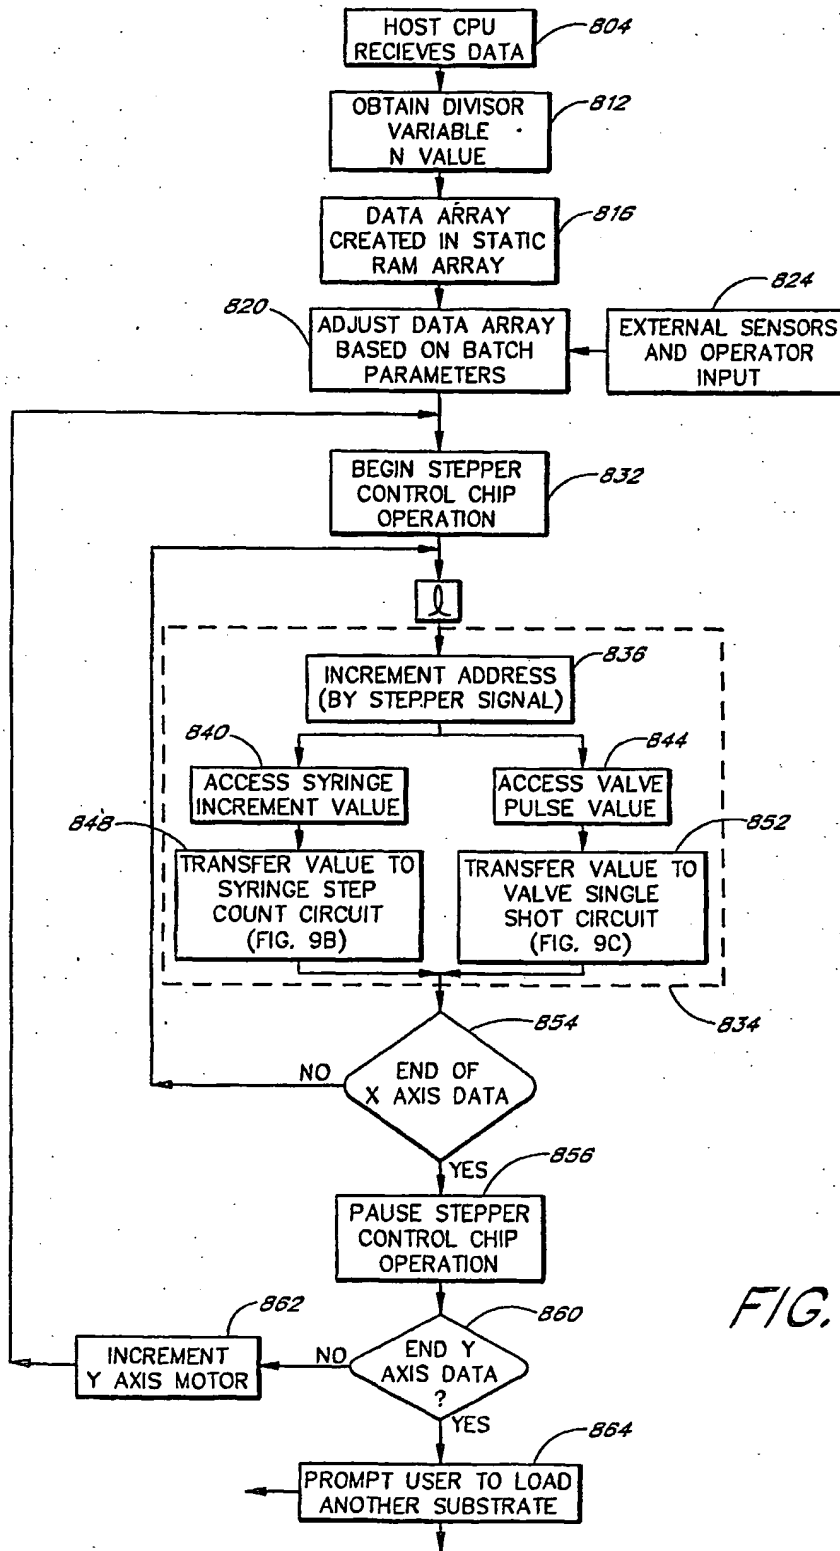 HOST CPU
RECIEVES DATA
804
OBTAIN DIVISOR
VARIABLE
N VALUE
812
DATA ARRAY
CREATED IN STATIC
RAM ARRAY
816
820
ADJUST DATA ARRAY
BASED ON BATCH
PARAMETERS
824
EXTERNAL SENSORS
AND OPERATOR
INPUT
BEGIN STEPPER
CONTROL CHIP
OPERATION
832
l
INCREMENT ADDRESS
(BY STEPPER SIGNAL)
836
840
ACCESS SYRINGE
INCREMENT VALUE
844
ACCESS VALVE
PULSE VALUE
848
TRANSFER VALUE TO
SYRINGE STEP
COUNT CIRCUIT
(FIG. 9B)
852
TRANSFER VALUE TO
VALVE SINGLE
SHOT CIRCUIT
(FIG. 9C)
834
854
END OF
X AXIS DATA
NO
YES
856
PAUSE STEPPER
CONTROL CHIP
OPERATION
860
END Y
AXIS DATA
?
NO
862
INCREMENT
Y AXIS MOTOR
YES
864
PROMPT USER TO LOAD
ANOTHER SUBSTRATE
FIG.